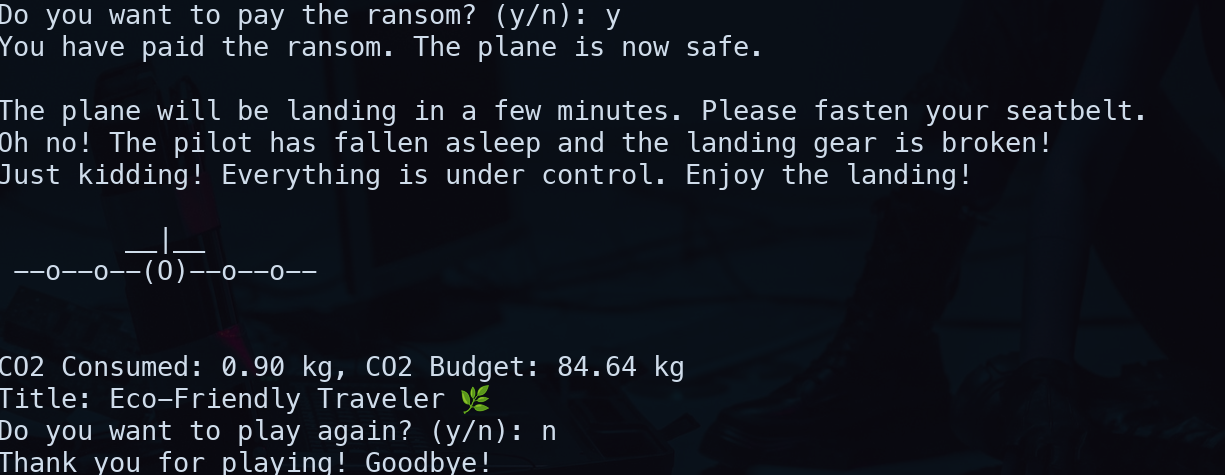 Do you want to pay the ransom? (y/n): y
You have paid the ransom. The plane is now safe.
The plane will be landing in a few minutes. Please fasten your seatbelt.
Oh no! The pilot has fallen asleep and the landing gear is broken!
Just kidding! Everything is under control. Enjoy the landing!
        __|__
 --o--o--(O)--o--o--
CO2 Consumed: 0.90 kg, CO2 Budget: 84.64 kg
Title: Eco-Friendly Traveler 🌿
Do you want to play again? (y/n): n
Thank you for playing! Goodbye!